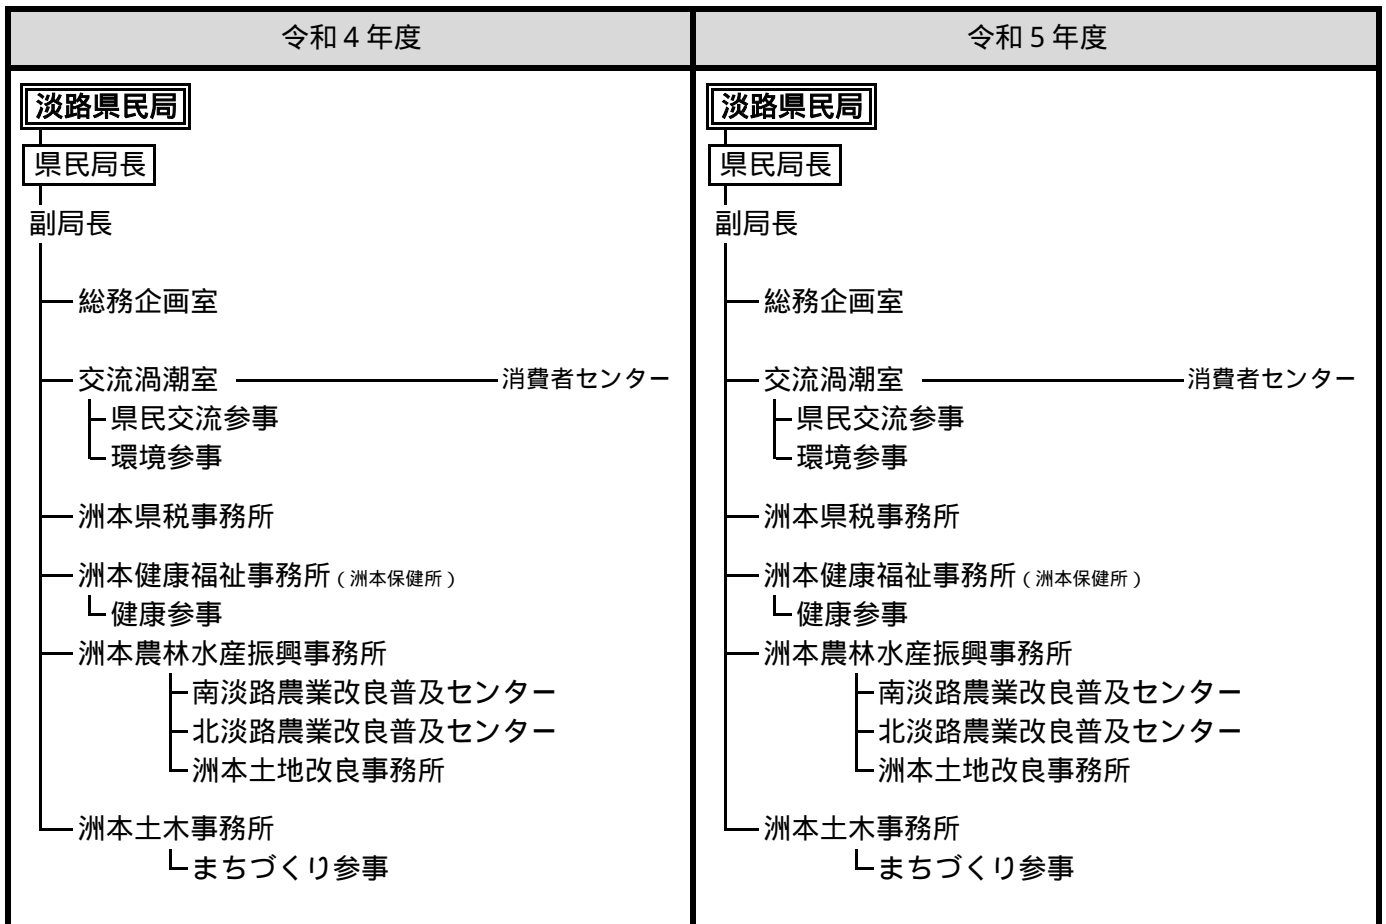 令和4年度
淡路県民局
県民局長
副局長
総務企画室
交流渦潮室 消費者センター
県民交流参事
環境参事
洲本県税事務所
洲本健康福祉事務所(洲本保健所)
健康参事
洲本農林水産振興事務所
南淡路農業改良普及センター
北淡路農業改良普及センター
洲本土地改良事務所
洲本土木事務所
まちづくり参事
令和5年度
淡路県民局
県民局長
副局長
総務企画室
交流渦潮室 消費者センター
県民交流参事
環境参事
洲本県税事務所
洲本健康福祉事務所(洲本保健所)
健康参事
洲本農林水産振興事務所
南淡路農業改良普及センター
北淡路農業改良普及センター
洲本土地改良事務所
洲本土木事務所
まちづくり参事